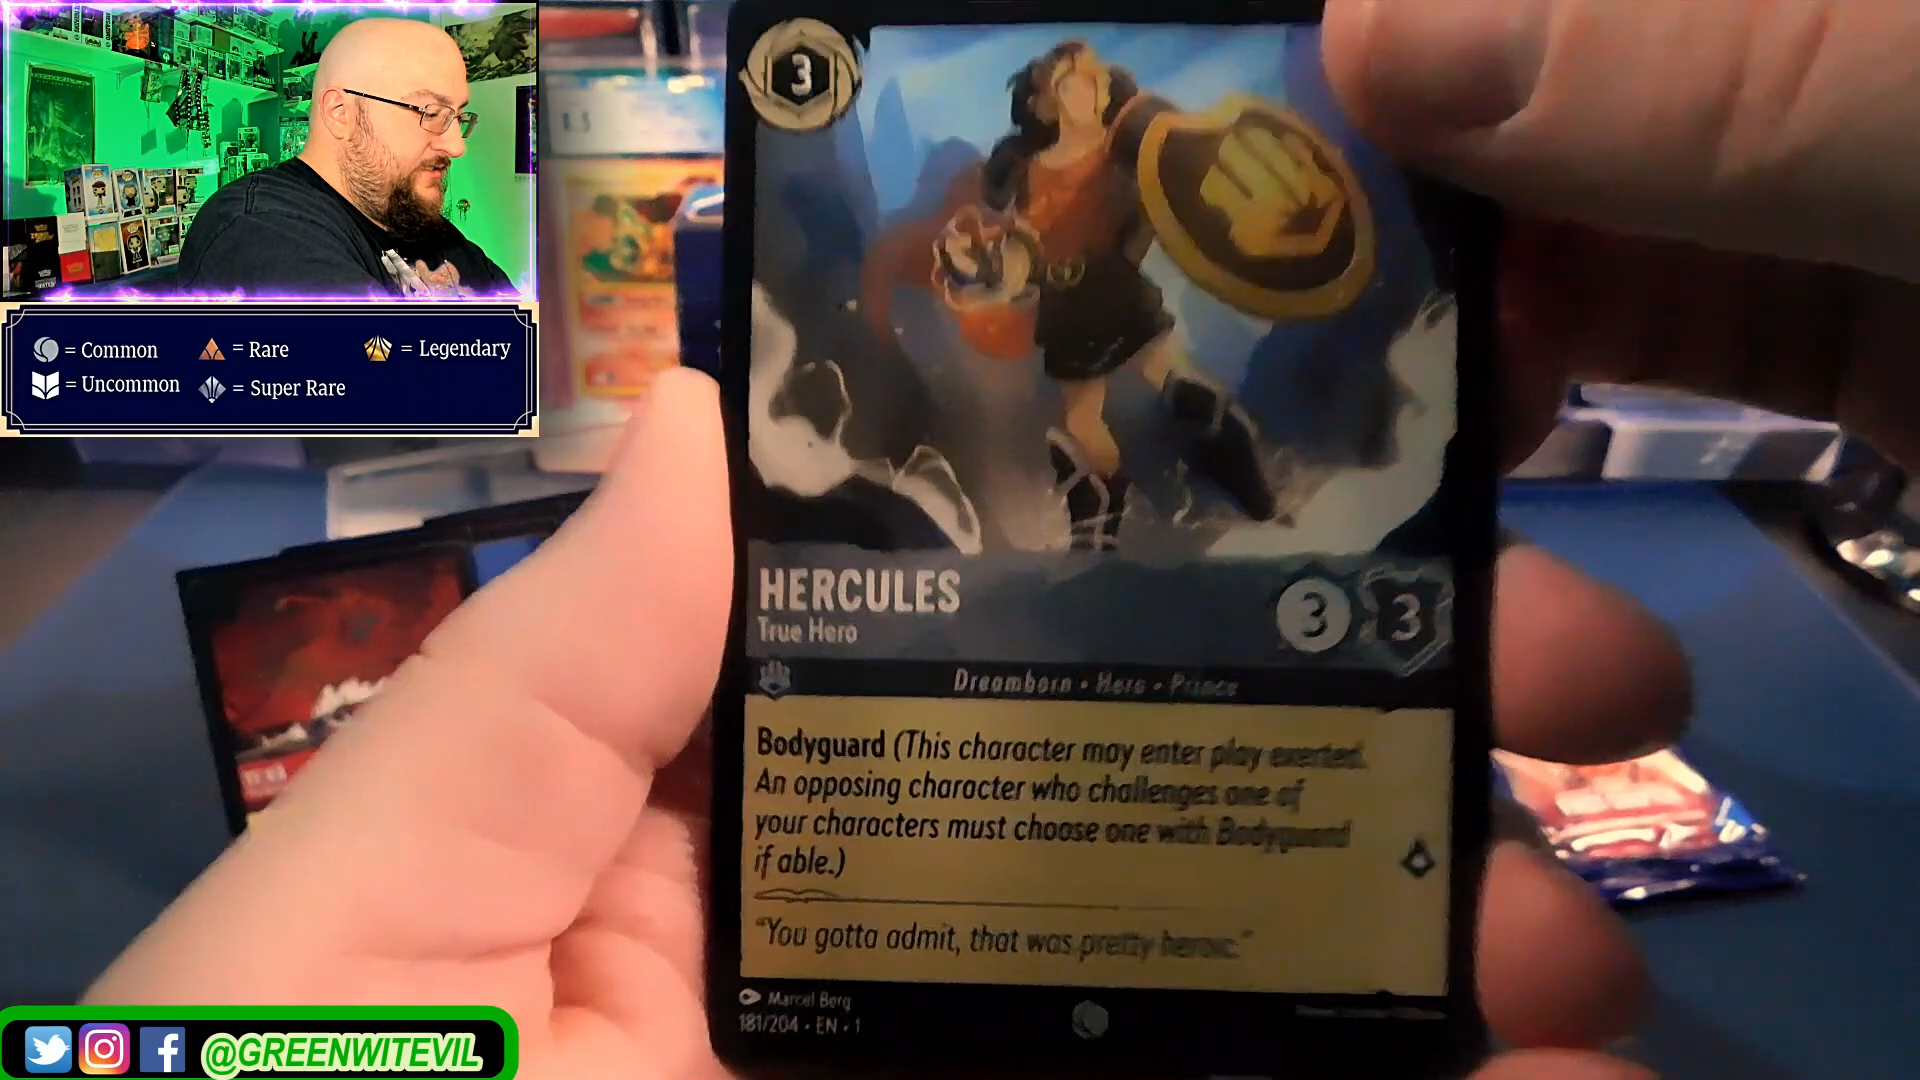 = Common
= Rare
= Legendary
= Uncommon
= Super Rare
3
HERCULES
True Hero
3
3
Dreamborn • Hero • Prince
Bodyguard (This character may enter play exerted.
An opposing character who challenges one of
your characters must choose one with Bodyguard
if able.)
"You gotta admit, that was pretty heroic."
Marcel Berg
181/204 • EN • 1
@GREENWITEVIL